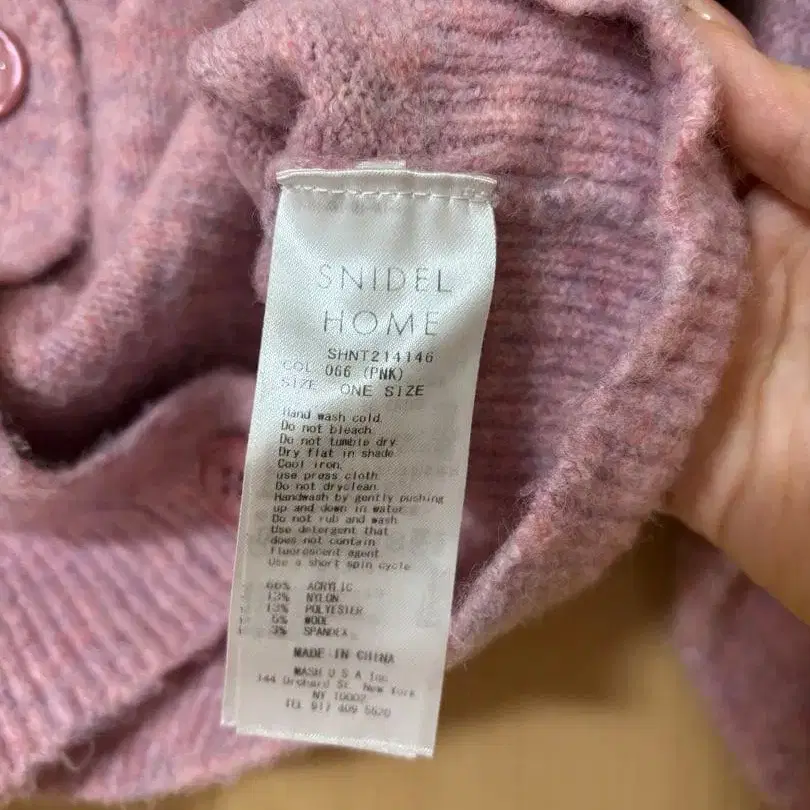 SNIDEL
HOME
SHNT214146
COL 066 (PNK)
SIZE ONE SIZE
Hand wash cold.
Do not bleach
Do not tumble dry
Dry flat in shade
Cool iron,
use press cloth
Do not dryclean
Handwash by gently pushing
up and down in water
Do not rub and wash
Use detergent that
does not contain
fluorescent agent
Use a short spin cycle
66% ACRYLIC
13% NYLON
13% POLYESTER
5% WOOL
3% SPANDEX
MADE IN CHINA
MASH U S A Inc
144 Orchard St. New York
NY 10002
TEL 917 409 5620